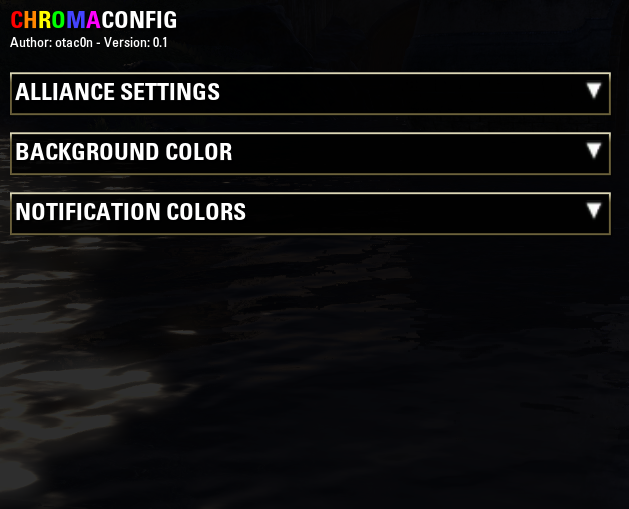 CHROMACONFIG
Author: otac0n - Version: 0.1
ALLIANCE SETTINGS
BACKGROUND COLOR
NOTIFICATION COLORS